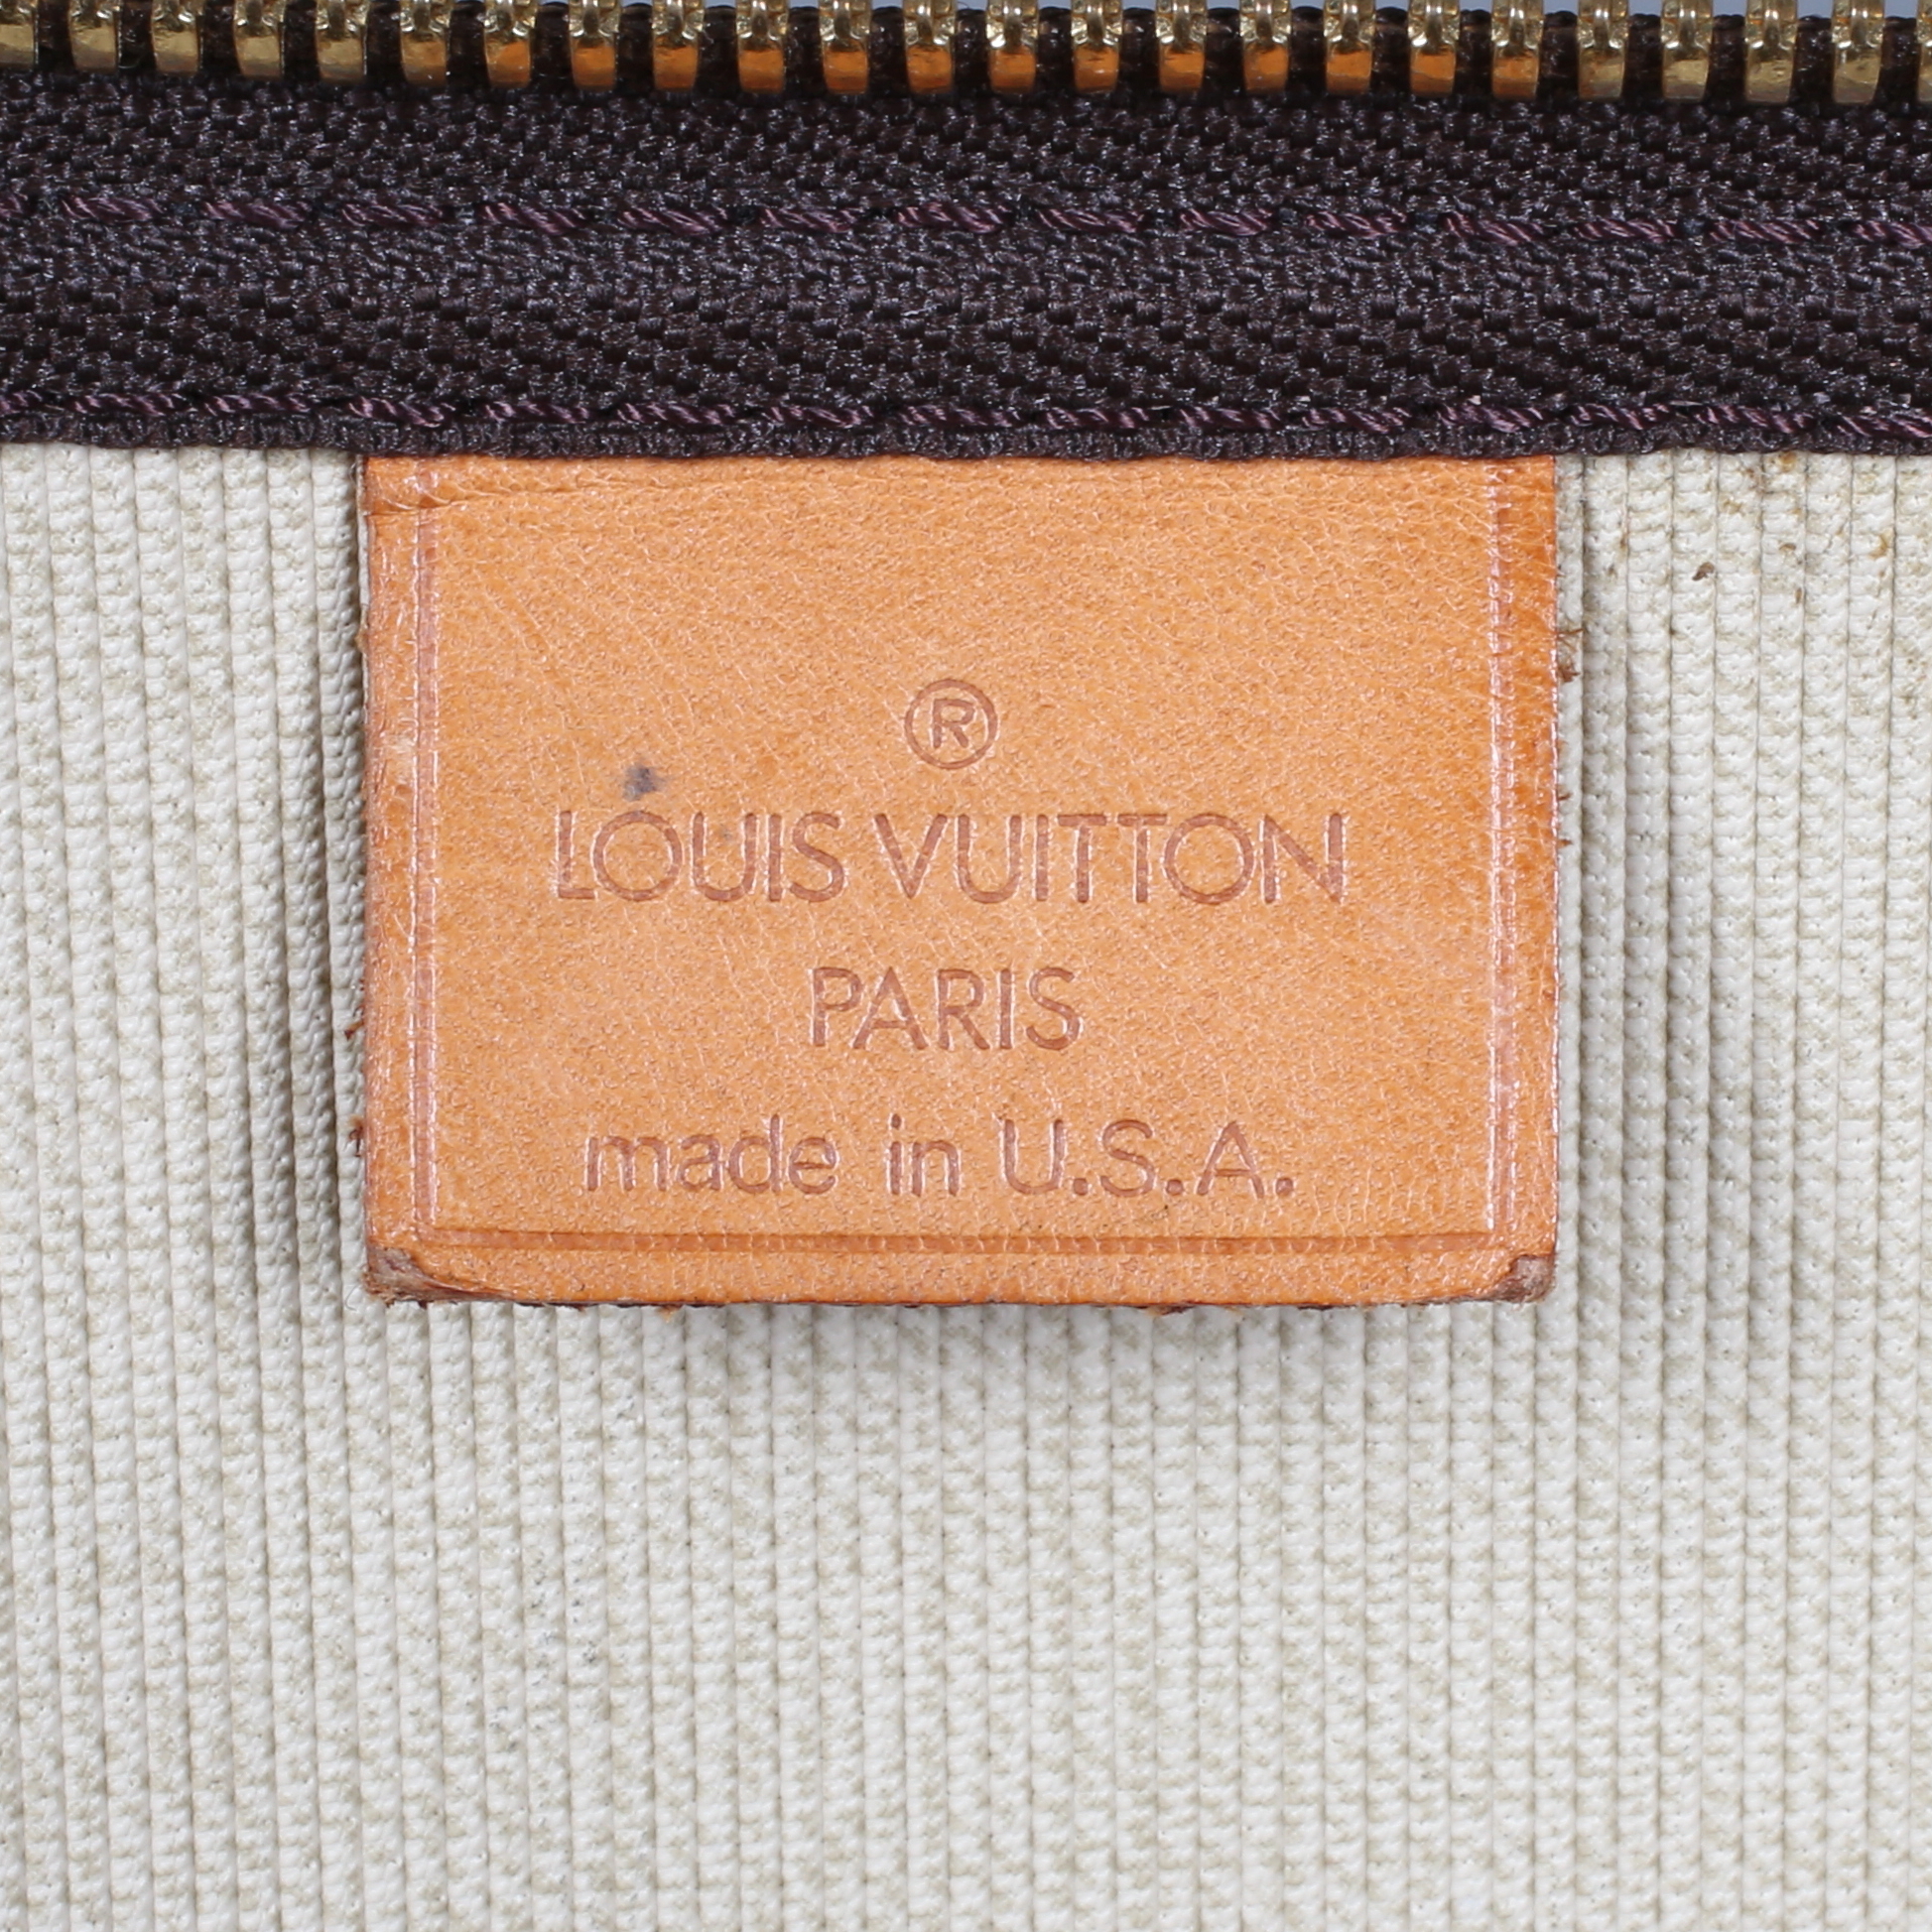 ®
LOUIS VUITTON
PARIS
made in U.S.A.